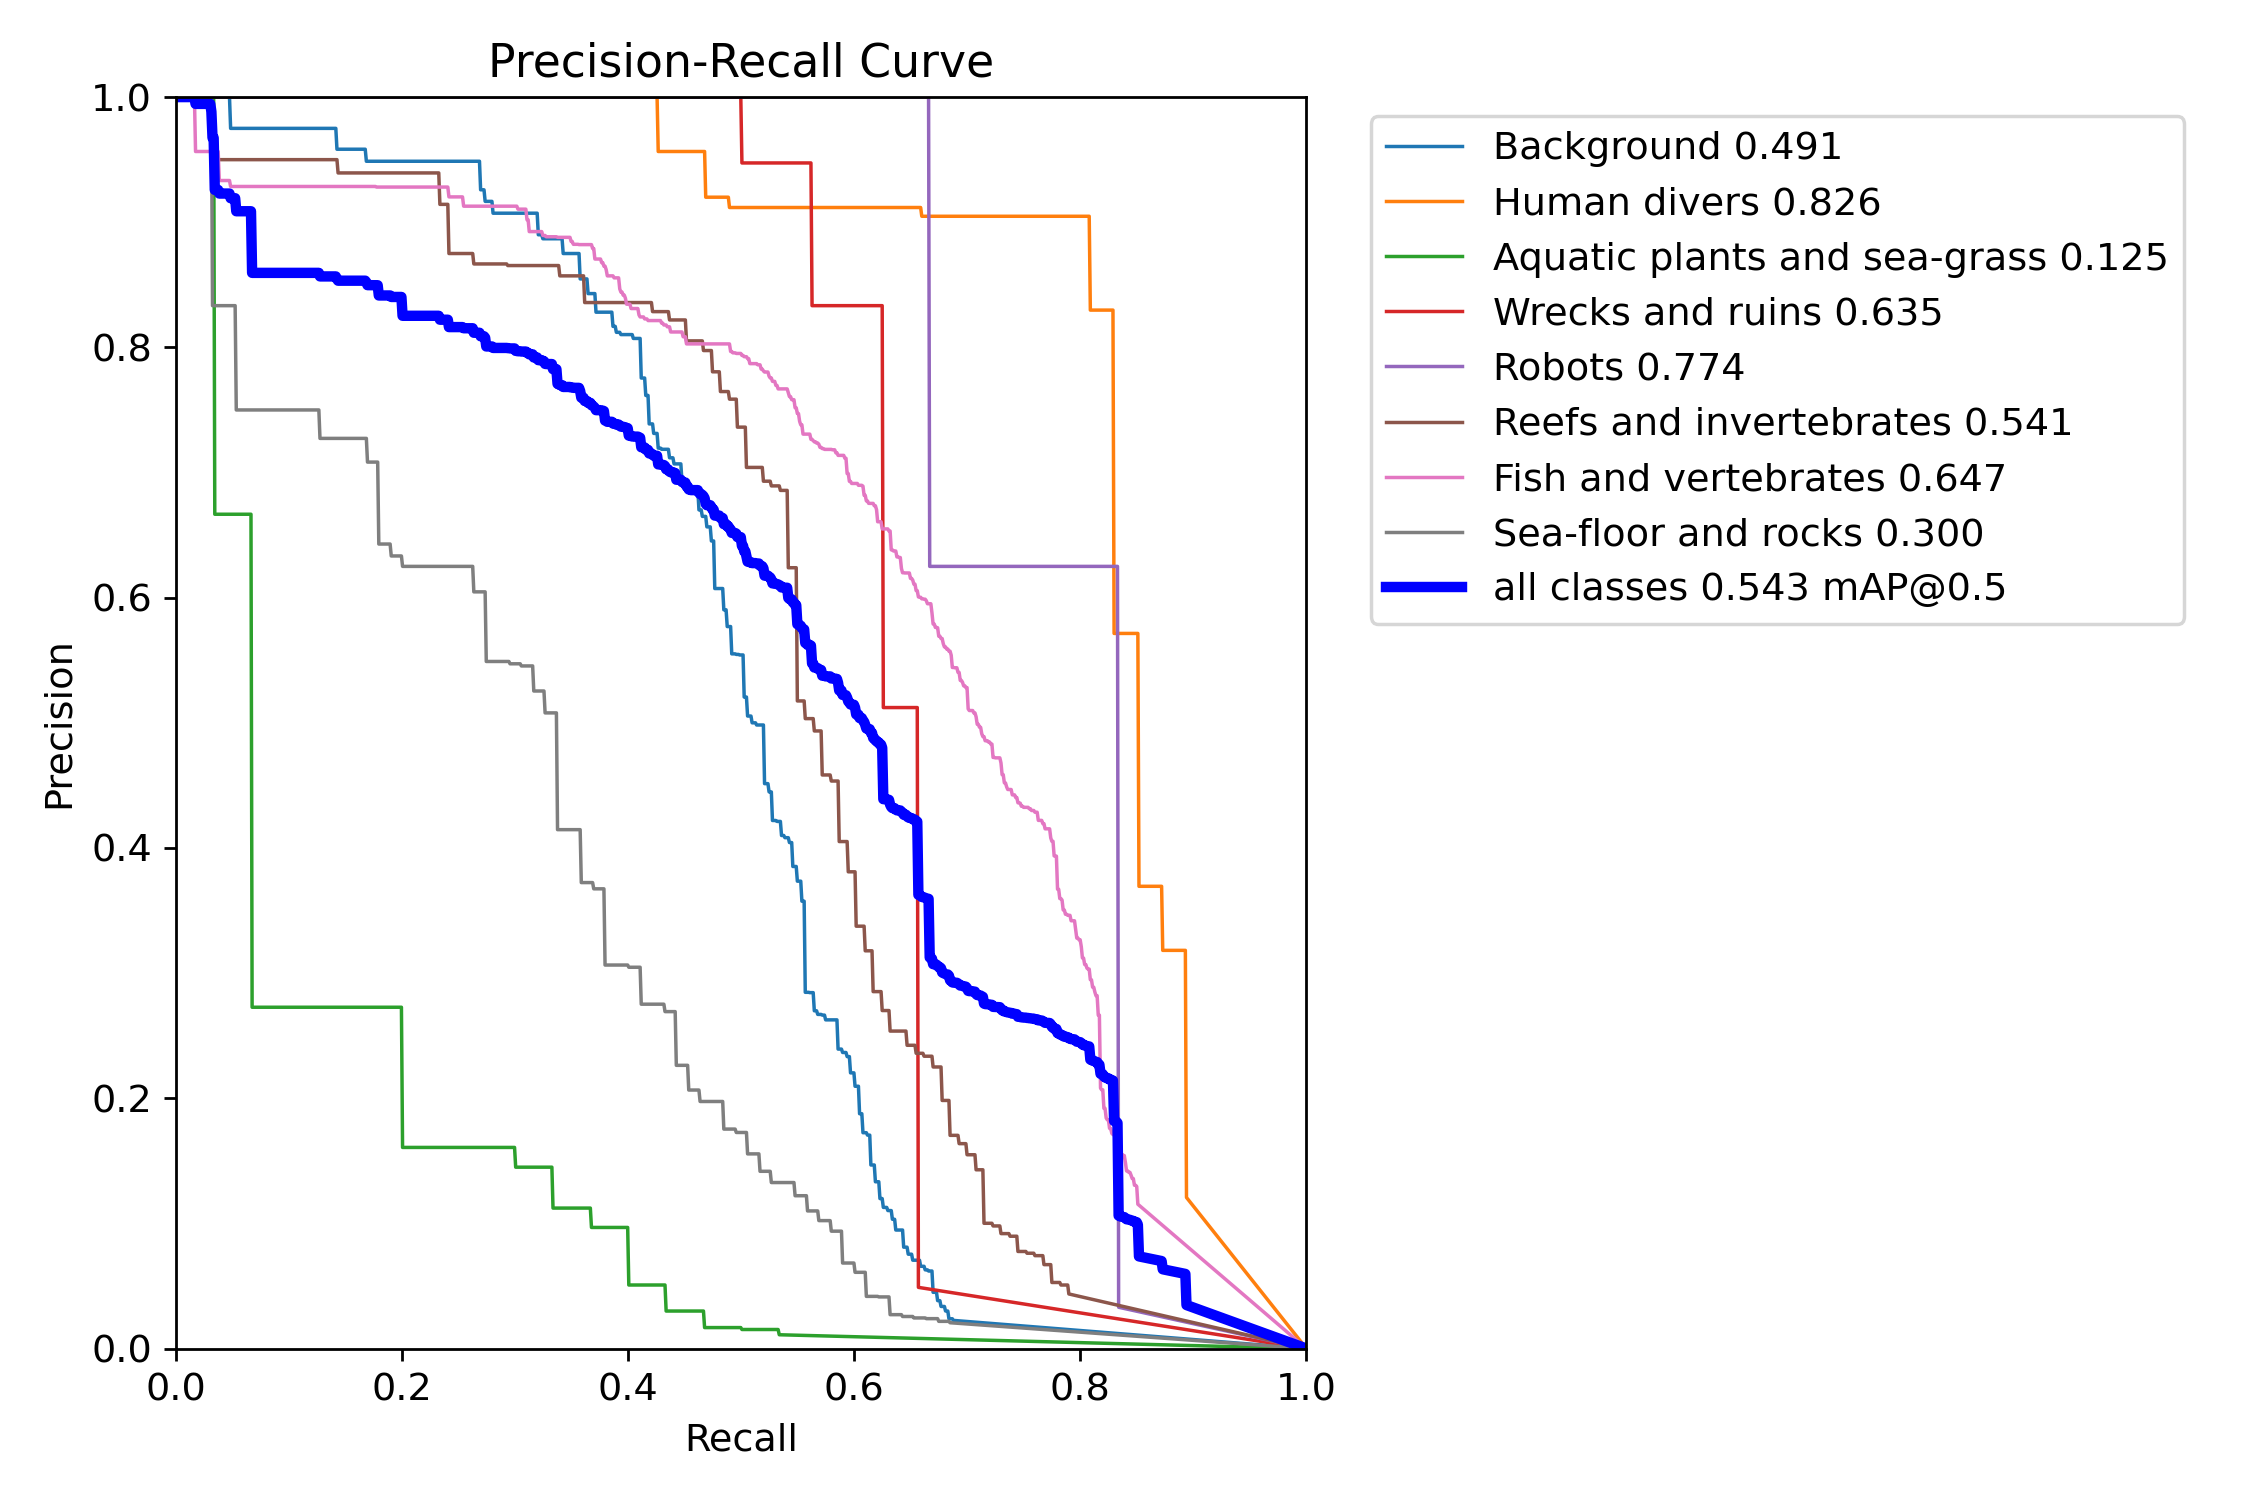 Precision-Recall Curve
1.0
0.8
0.6
0.4
0.2
0.0
Precision
0.0 0.2 0.4 0.6 0.8 1.0
Recall
Background 0.491
Human divers 0.826
Aquatic plants and sea-grass 0.125
Wrecks and ruins 0.635
Robots 0.774
Reefs and invertebrates 0.541
Fish and vertebrates 0.647
Sea-floor and rocks 0.300
all classes 0.543 mAP@0.5